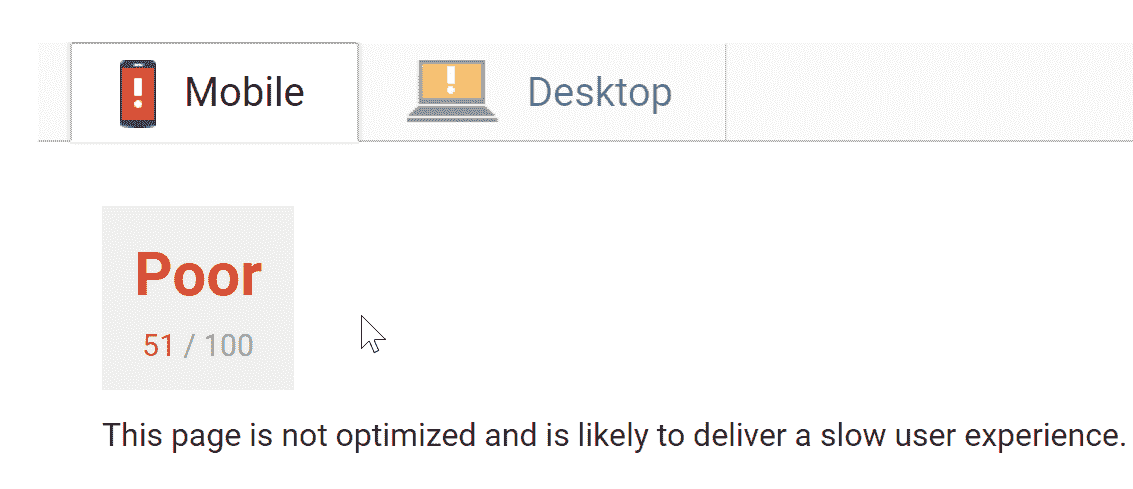 Mobile Desktop
Poor
51 / 100
This page is not optimized and is likely to deliver a slow user experience.